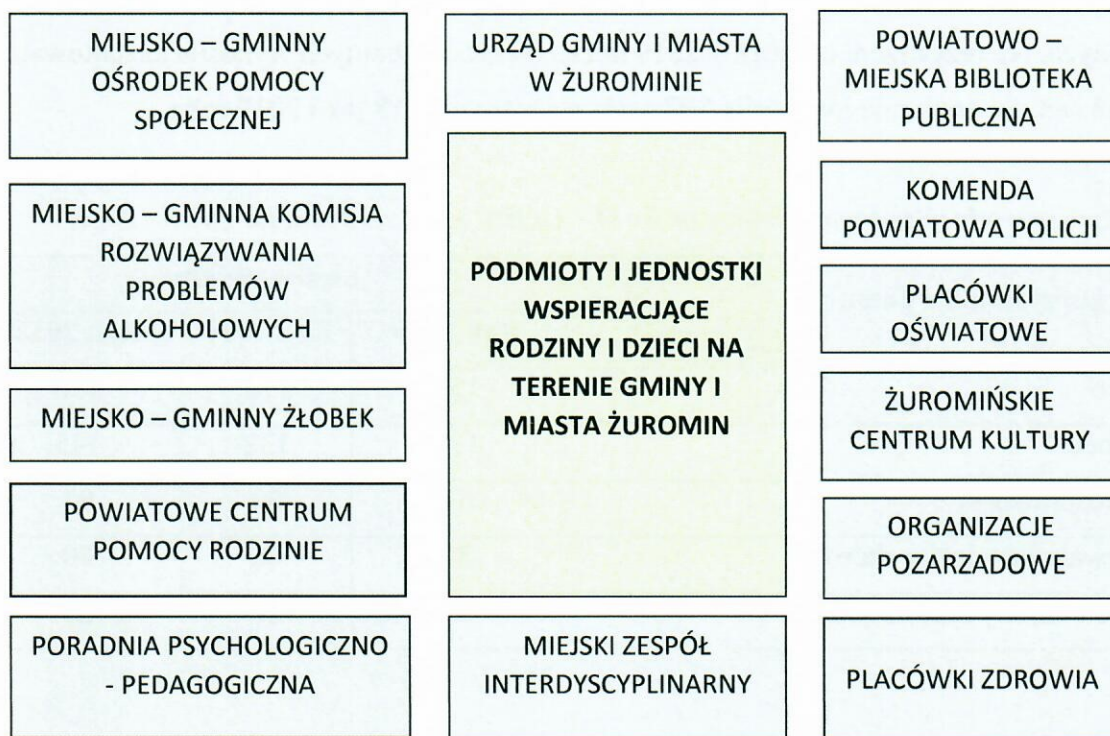 MIEJSKO – GMINNY
OŚRODEK POMOCY
SPOŁECZNEJ
MIEJSKO – GMINNA KOMISJA
ROZWIĄZYWANIA
PROBLEMÓW
ALKOHOLOWYCH
MIEJSKO – GMINNY ŻŁOBEK
POWIATOWE CENTRUM
POMOCY RODZINIE
PORADNIA PSYCHOLOGICZNO
- PEDAGOGICZNA
URZĄD GMINY I MIASTA
W ŻUROMINIE
PODMIOTY I JEDNOSTKI
WSPIERACJĄCE
RODZINY I DZIECI NA
TERENIE GMINY I
MIASTA ŻUROMIN
MIEJSKI ZESPÓŁ
INTERDYSCYPLINARNY
POWIATOWO –
MIEJSKA BIBLIOTEKA
PUBLICZNA
KOMENDA
POWIATOWA POLICJI
PLACÓWKI
OŚWIATOWE
ŻUROMIŃSKIE
CENTRUM KULTURY
ORGANIZACJE
POZARZADOWE
PLACÓWKI ZDROWIA